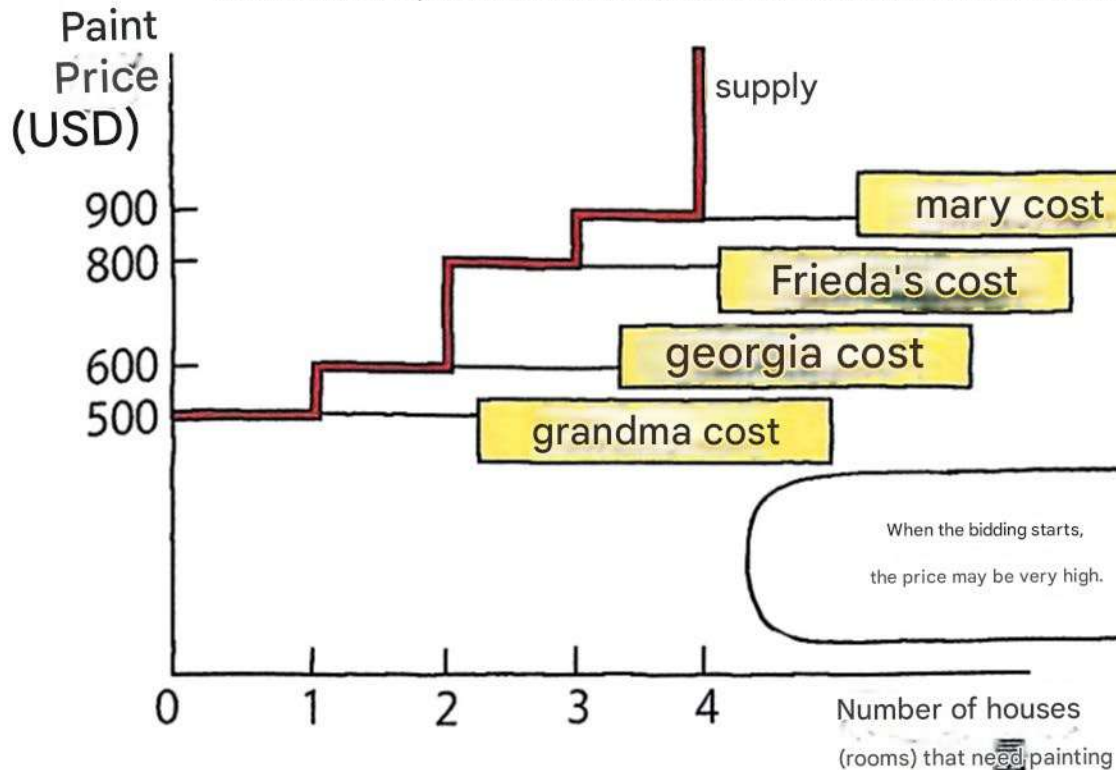 Paint
Price
(USD)
supply
900
mary cost
800
Frieda's cost
600
georgia cost
500
grandma cost
When the bidding starts,
the price may be very high.
0 1 2 3 4
Number of houses
(rooms) that need painting